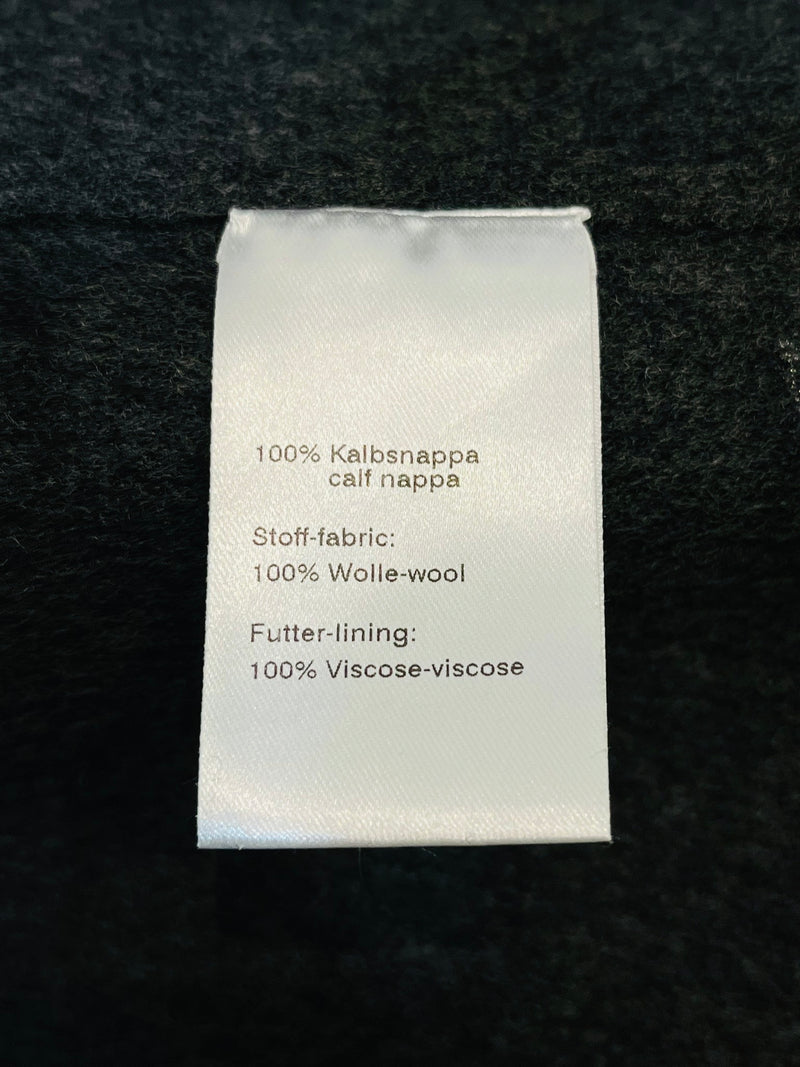 100% Kalbsnappa
calf nappa
Stoff-fabric:
100% Wolle-wool
Futter-lining:
100% Viscose-viscose